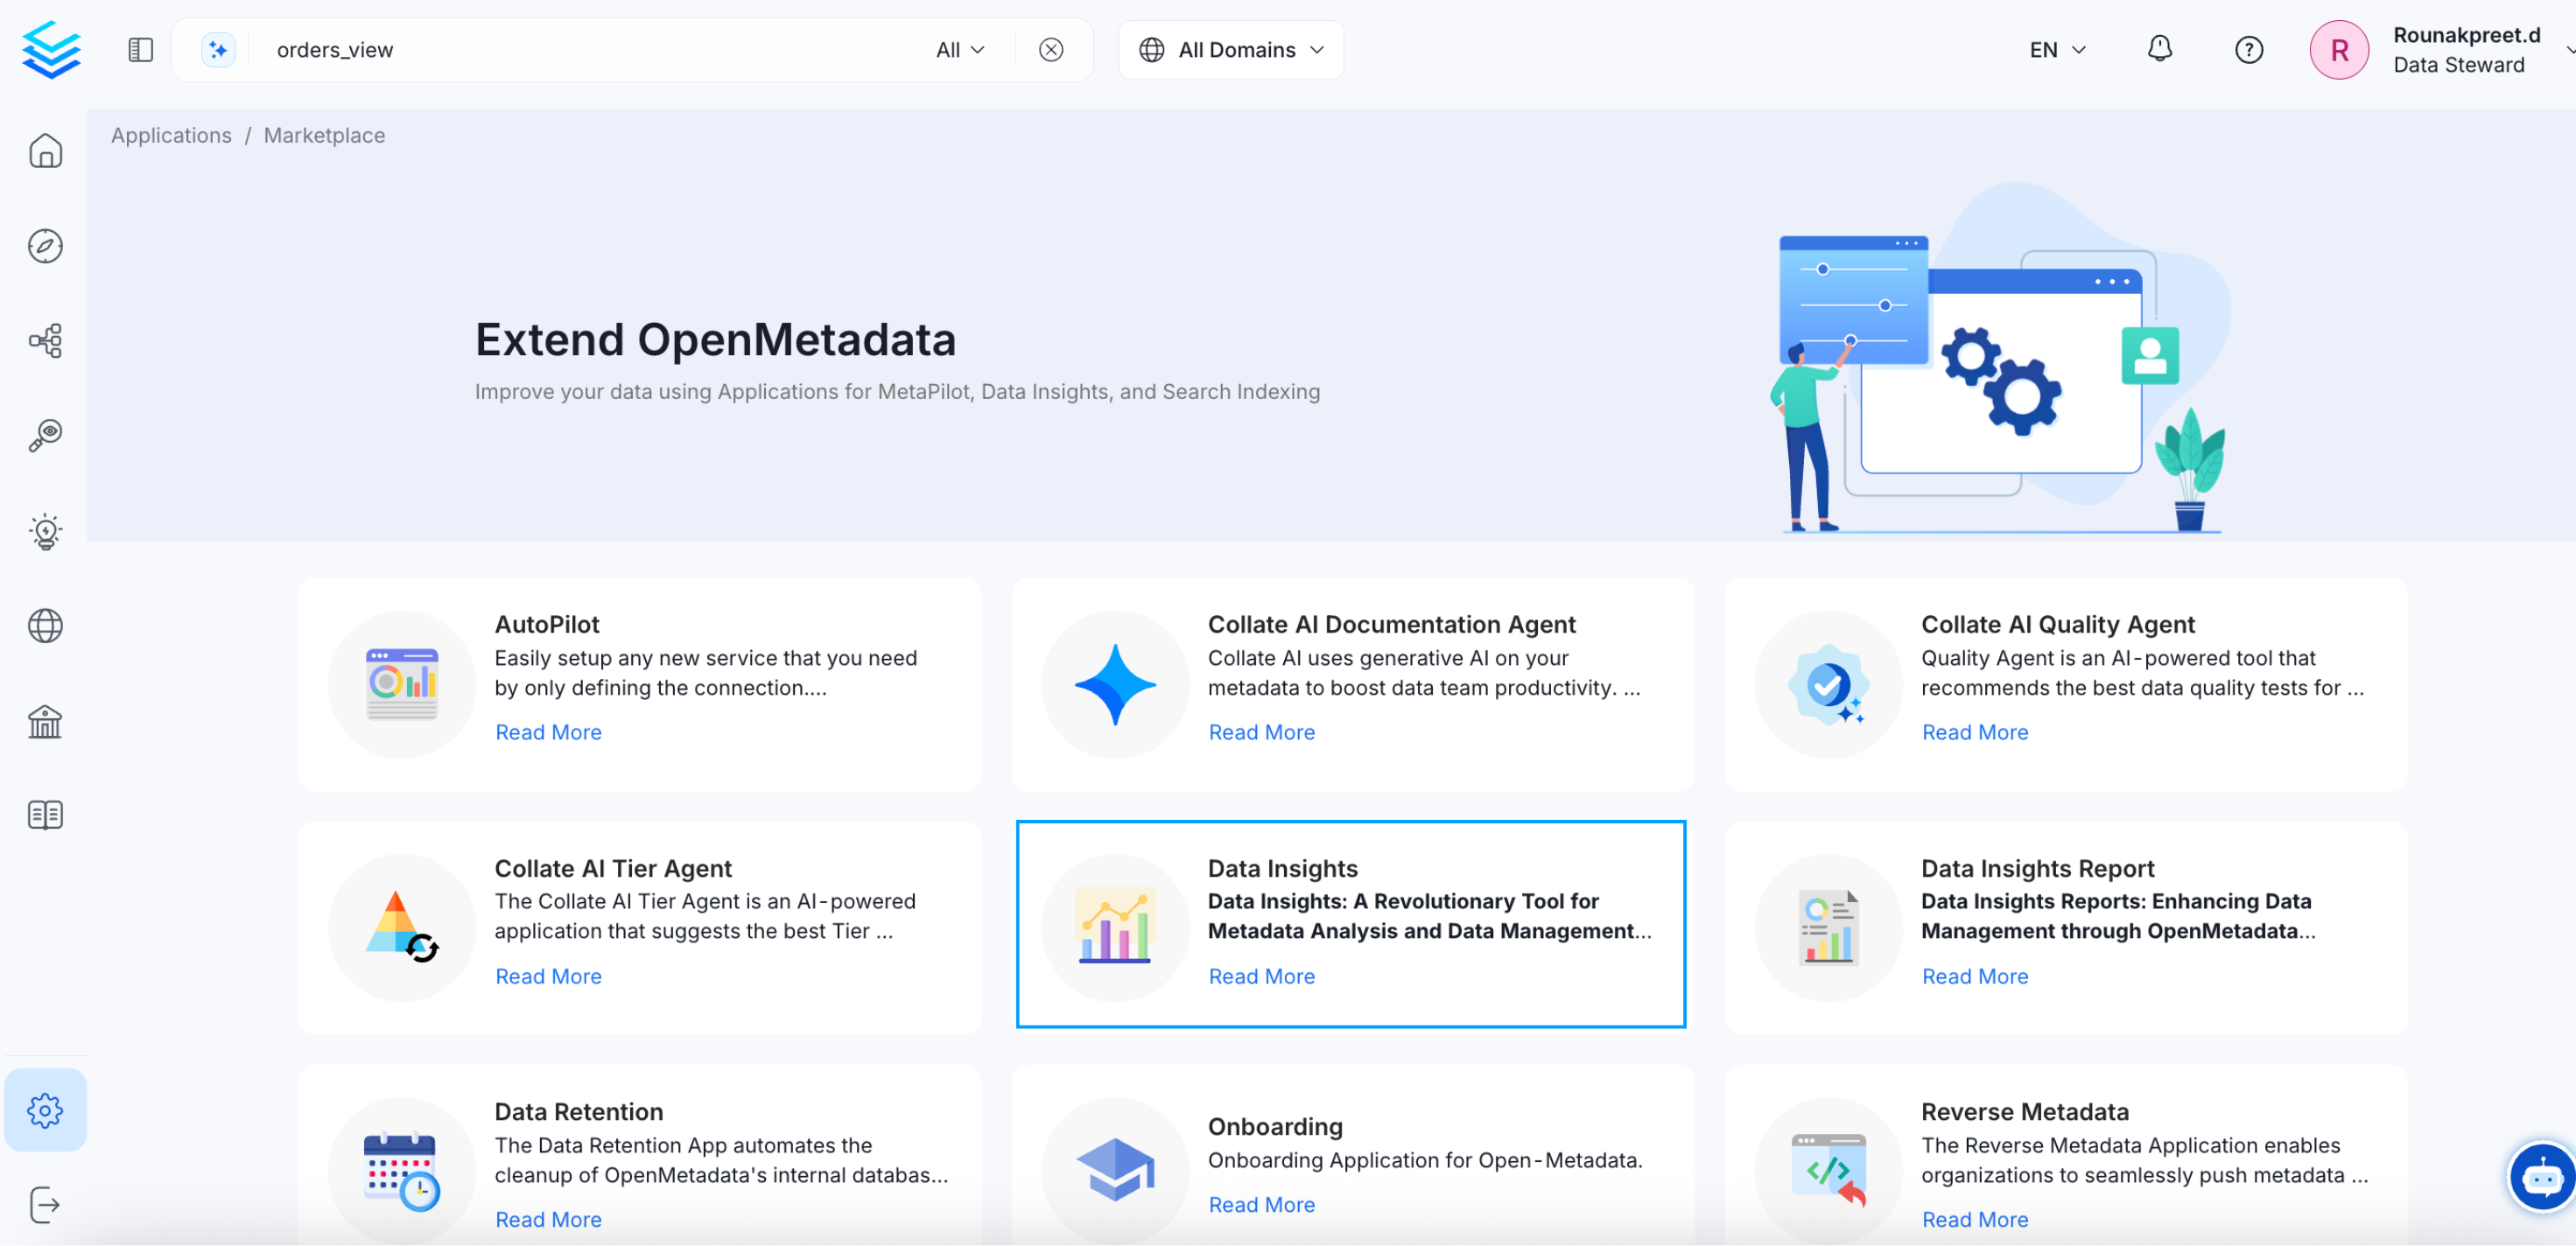 orders_view
All
All Domains
EN
R
Rounakpreet.d
Data Steward
Applications / Marketplace
Extend OpenMetadata
Improve your data using Applications for MetaPilot, Data Insights, and Search Indexing
AutoPilot
Easily setup any new service that you need
by only defining the connection....
Read More
Collate AI Documentation Agent
Collate AI uses generative AI on your
metadata to boost data team productivity. ...
Read More
Collate AI Quality Agent
Quality Agent is an AI-powered tool that
recommends the best data quality tests for ...
Read More
Collate AI Tier Agent
The Collate AI Tier Agent is an AI-powered
application that suggests the best Tier ...
Read More
Data Insights
Data Insights: A Revolutionary Tool for
Metadata Analysis and Data Management...
Read More
Data Insights Report
Data Insights Reports: Enhancing Data
Management through OpenMetadata...
Read More
Data Retention
The Data Retention App automates the
cleanup of OpenMetadata's internal databas...
Read More
Onboarding
Onboarding Application for Open-Metadata.
Read More
Reverse Metadata
The Reverse Metadata Application enables
organizations to seamlessly push metadata ...
Read More